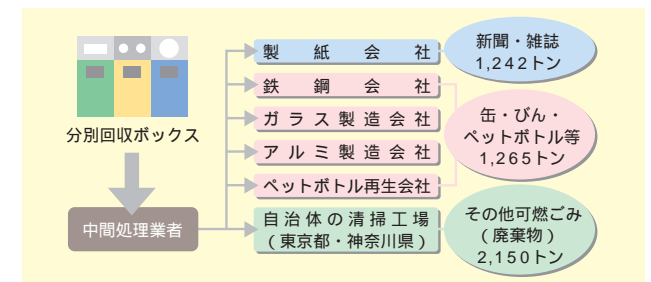 分別回収ボックス
中間処理業者
製紙会社
鉄鋼会社
ガラス製造会社
アルミ製造会社
ペットボトル再生会社
自治体の清掃工場
（東京都・神奈川県）
新聞・雑誌
1,242トン
缶・びん・
ペットボトル等
1,265トン
その他可燃ごみ
（廃棄物）
2,150トン